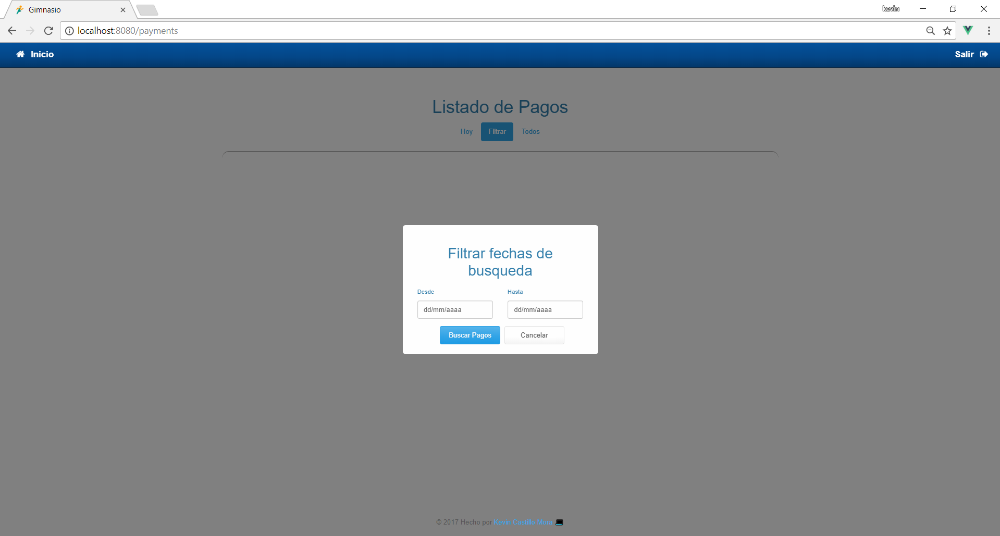 Gimnasio
kevin
localhost:8080/payments
Inicio
Salir
Listado de Pagos
Hoy Filtrar Todos
Filtrar fechas de
busqueda
Desde Hasta
dd/mm/aaaa dd/mm/aaaa
Buscar Pagos Cancelar
© 2017 Hecho por Kevin Castillo Mora